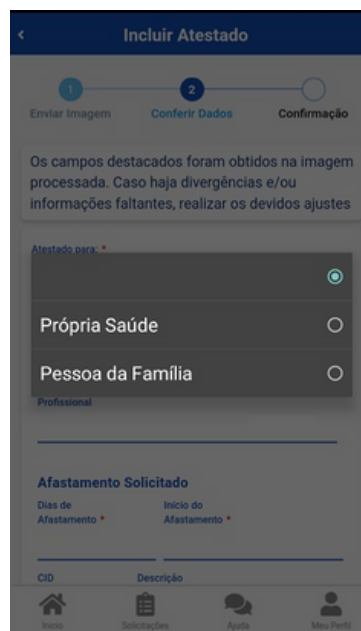 Incluir Atestado
1 2
Enviar Imagem Conferir Dados Confirmação
Os campos destacados foram obtidos na imagem
processada. Caso haja divergências e/ou
informações faltantes, realizar os devidos ajustes
Atestado para: *
Própria Saúde
Pessoa da Família
Profissional
Afastamento Solicitado
Dias de Início do
Afastamento * Afastamento *
CID Descrição
Início Solicitações Ajuda Meu Perfil